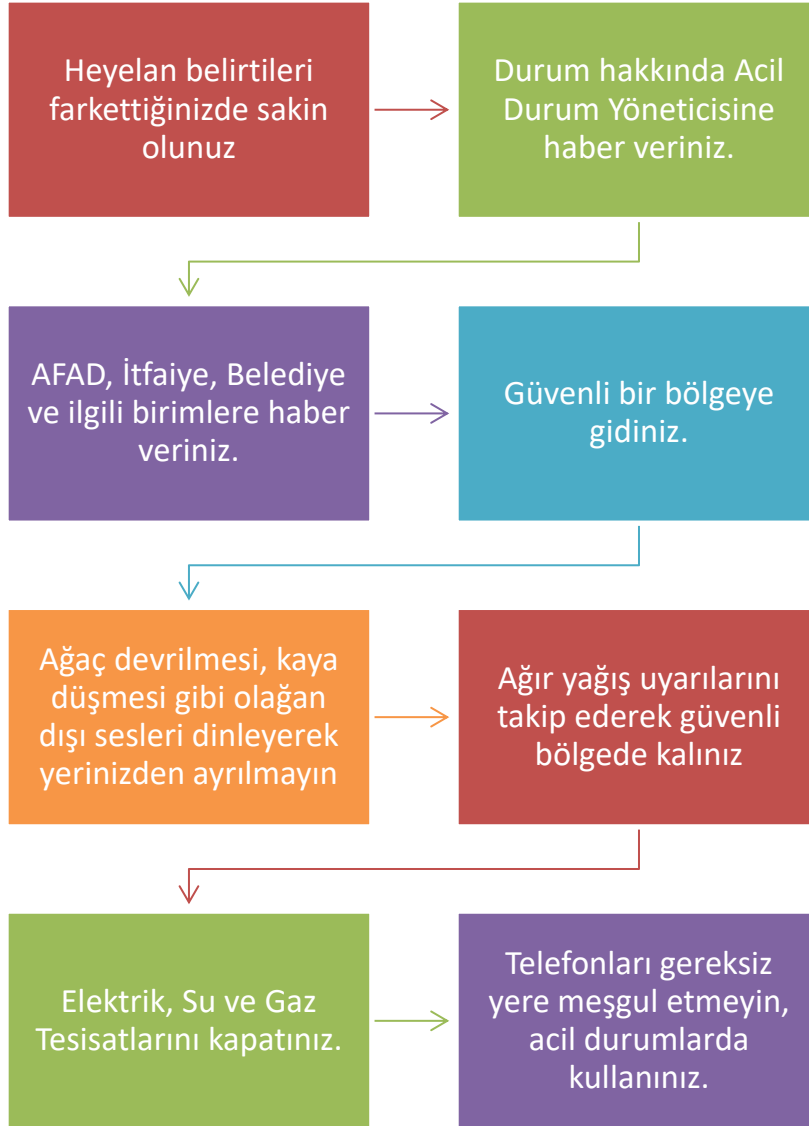 Heyelan belirtileri
farkettiğinizde sakin
olunuz
Durum hakkında Acil
Durum Yöneticisine
haber veriniz.
AFAD, İtfaiye, Belediye
ve ilgili birimlere haber
veriniz.
Güvenli bir bölgeye
gidiniz.
Ağaç devrilmesi, kaya
düşmesi gibi olağan
dışı sesleri dinleyerek
yerinizden ayrılmayın
Ağır yağış uyarılarını
takip ederek güvenli
bölgede kalınız
Elektrik, Su ve Gaz
Tesisatlarını kapatınız.
Telefonları gereksiz
yere meşgul etmeyin,
acil durumlarda
kullanınız.